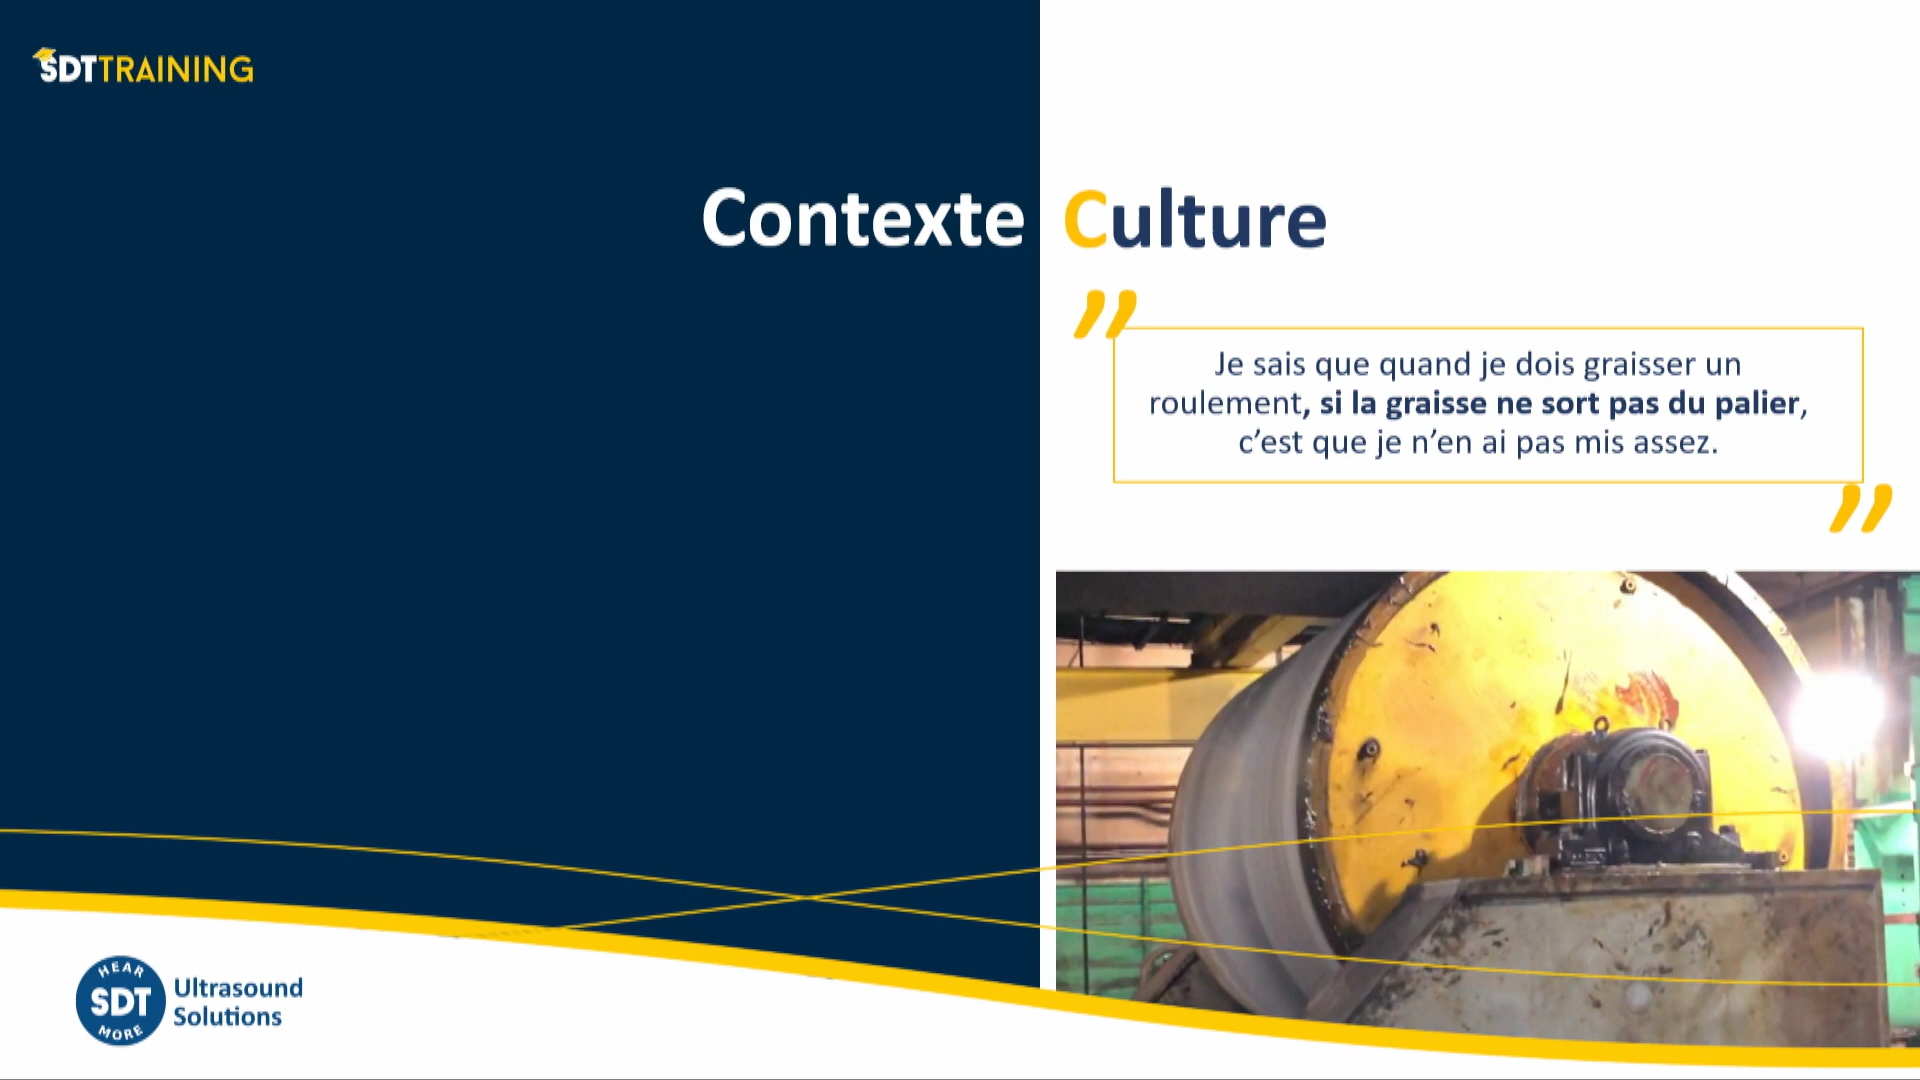 SDTTRAINING
Contexte Culture
Je sais que quand je dois graisser un
roulement, si la graisse ne sort pas du palier,
c’est que je n’en ai pas mis assez.
HEAR
SDT
MORE
Ultrasound
Solutions